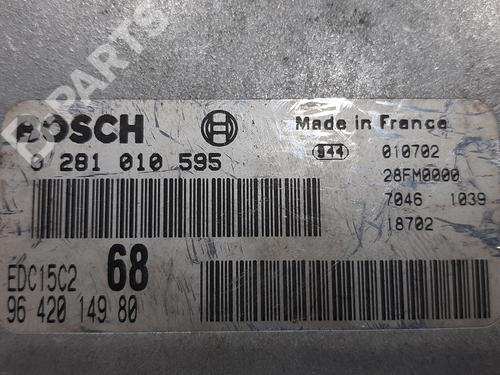 B-PARTS
BOSCH
Made in France
0 281 010 595
944 010702
28FM0000
7046 1039
18702
EDC15C2 68
96 420 149 80